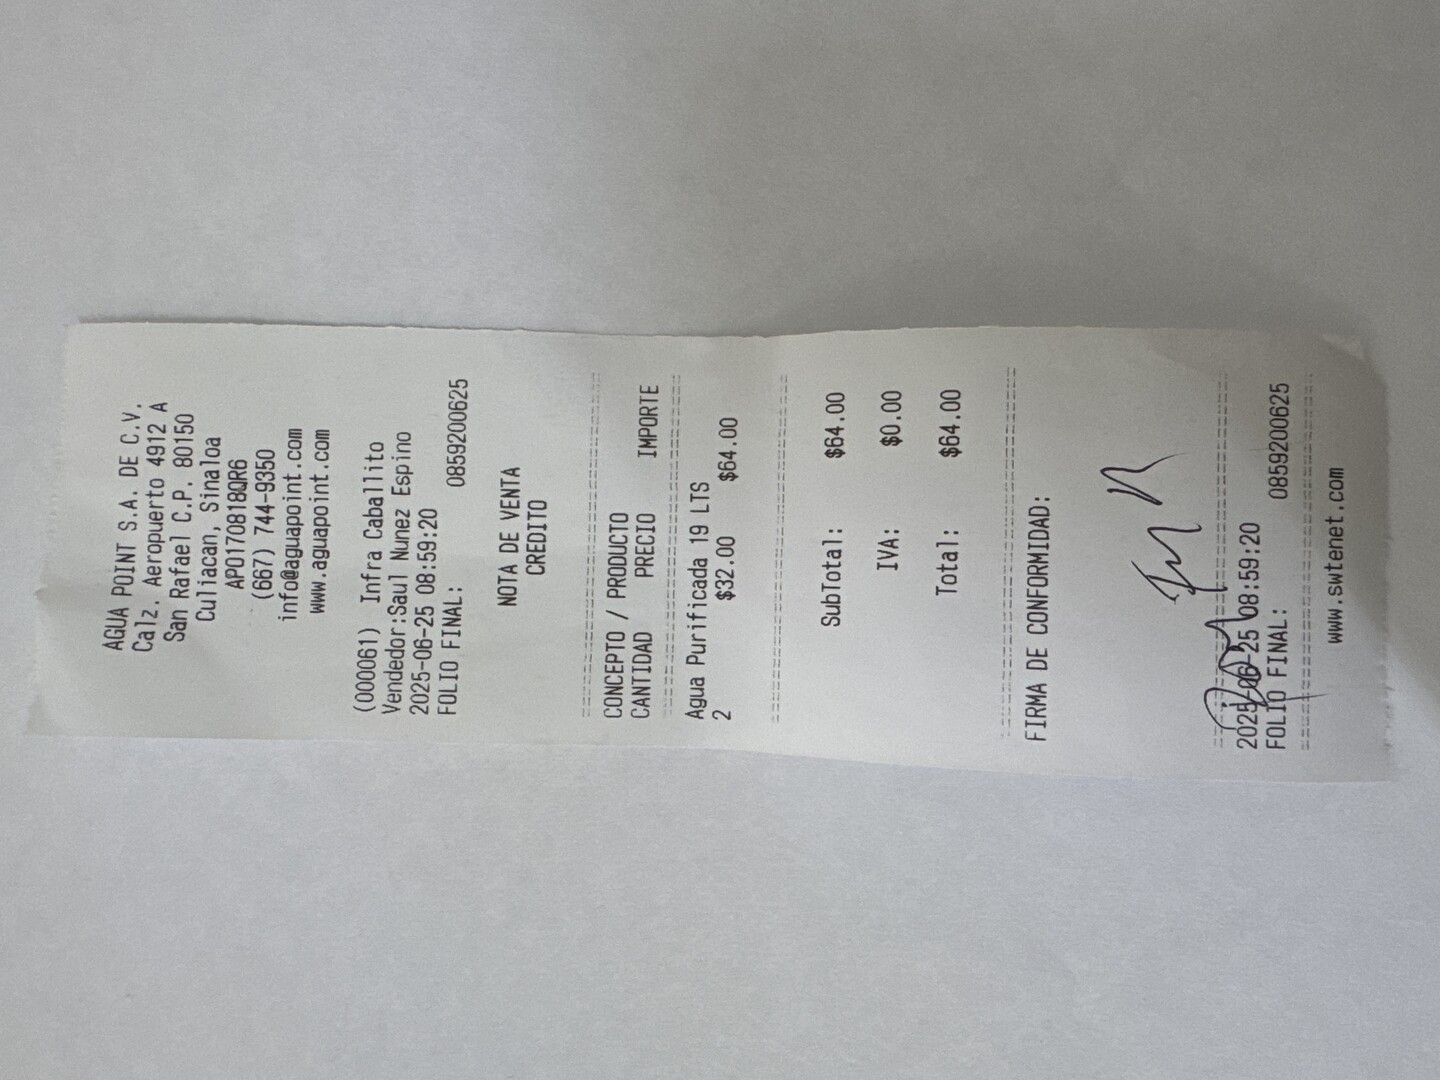 AGUA POINT S.A. DE C.V.
Calz. Aeropuerto 4912 A
San Rafael C.P. 80150
Culiacan, Sinaloa
APO170818QR6
(667) 744-9350
info@aguapoint.com
www.aguapoint.com
(000061) Infra Caballito
Vendedor:Saul Nunez Espino
2025-06-25 08:59:20
FOLIO FINAL: 0859200625
NOTA DE VENTA
CREDITO
CONCEPTO / PRODUCTO
CANTIDAD PRECIO IMPORTE
Agua Purificada 19 LTS
2 $32.00 $64.00
SubTotal: $64.00
IVA: $0.00
Total: $64.00
FIRMA DE CONFORMIDAD:
2025-06-25 08:59:20
FOLIO FINAL: 0859200625
www.swtenet.com